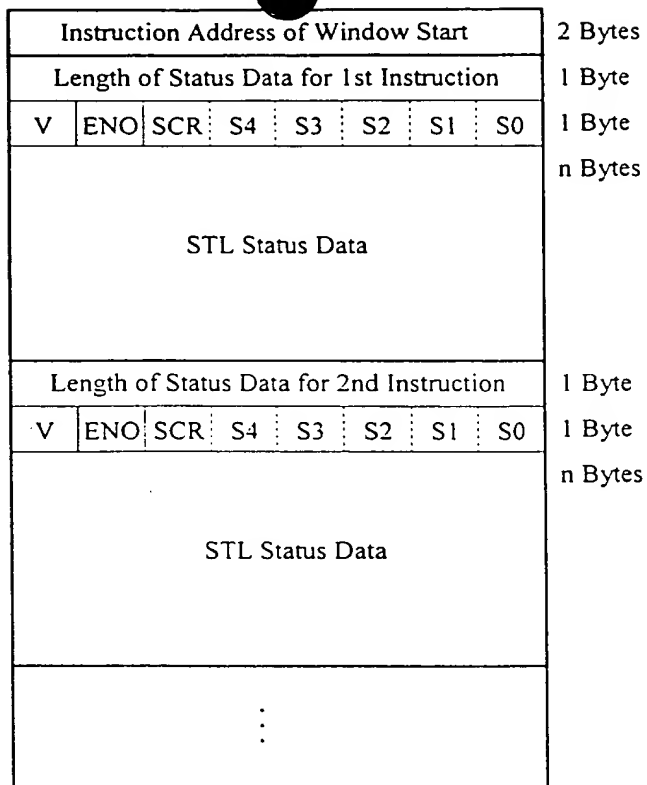 Instruction Address of Window Start 2 Bytes
Length of Status Data for 1st Instruction 1 Byte
V ENO SCR S4 S3 S2 S1 S0 1 Byte
n Bytes
STL Status Data
Length of Status Data for 2nd Instruction 1 Byte
V ENO SCR S4 S3 S2 S1 S0 1 Byte
n Bytes
STL Status Data